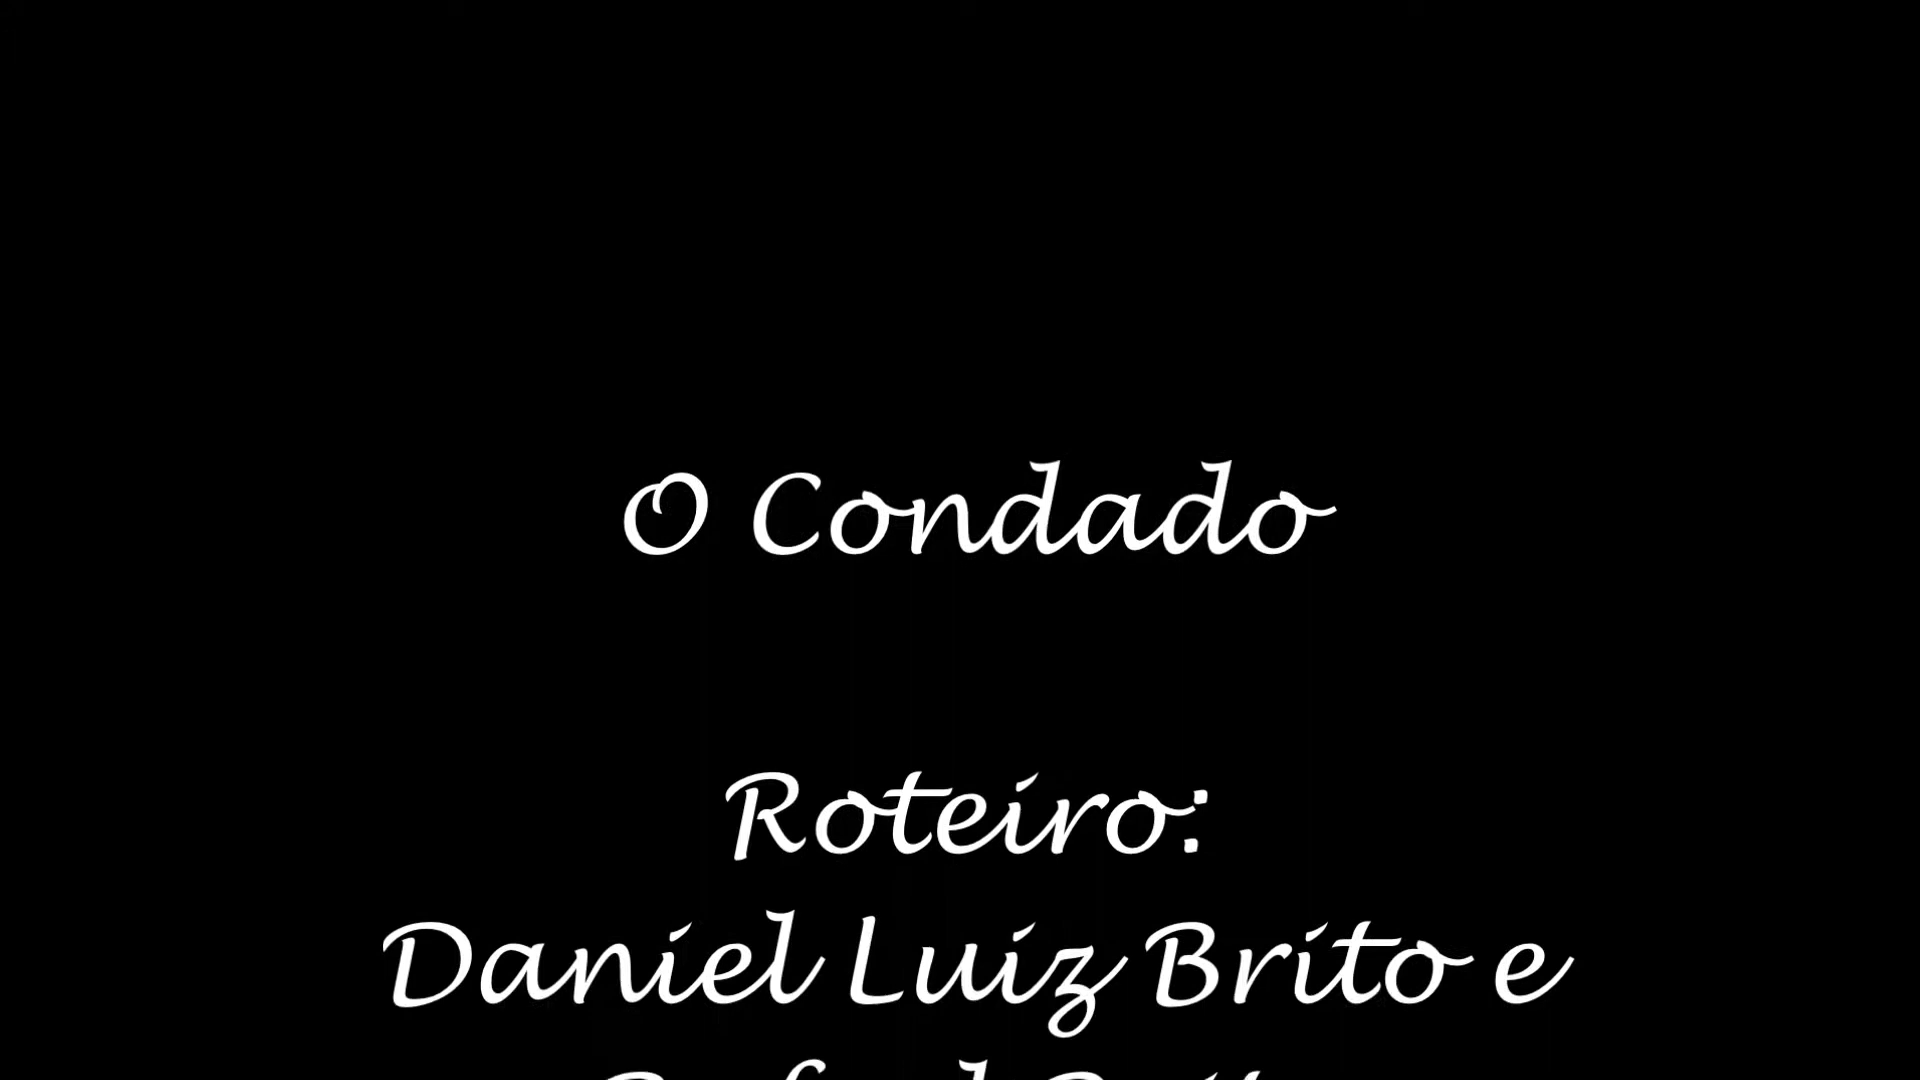 O Condado
Roteiro:
Daniel Luiz Brito e